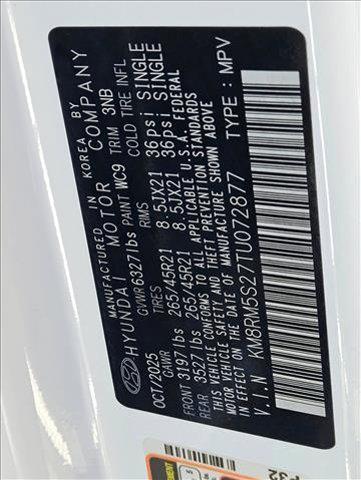 MANUFACTURED IN KOREA BY
HYUNDAI MOTOR COMPANY
OCT/2025 GVWR 6327lbs PAINT WC9 TRIM 3NB
GAWR TIRES RIMS COLD TIRE INFL
FRONT 3197lbs 265/45R21 8.5JX21 36psi SINGLE
REAR 3527lbs 265/45R21 8.5JX21 36psi SINGLE
THIS VEHICLE CONFORMS TO ALL APPLICABLE U.S.A. FEDERAL
MOTOR VEHICLE SAFETY AND THEFT PREVENTION STANDARDS
IN EFFECT ON THE DATE OF MANUFACTURE SHOWN ABOVE
V.I.N : KM8RM5S27TU072877 TYPE : MPV
P32